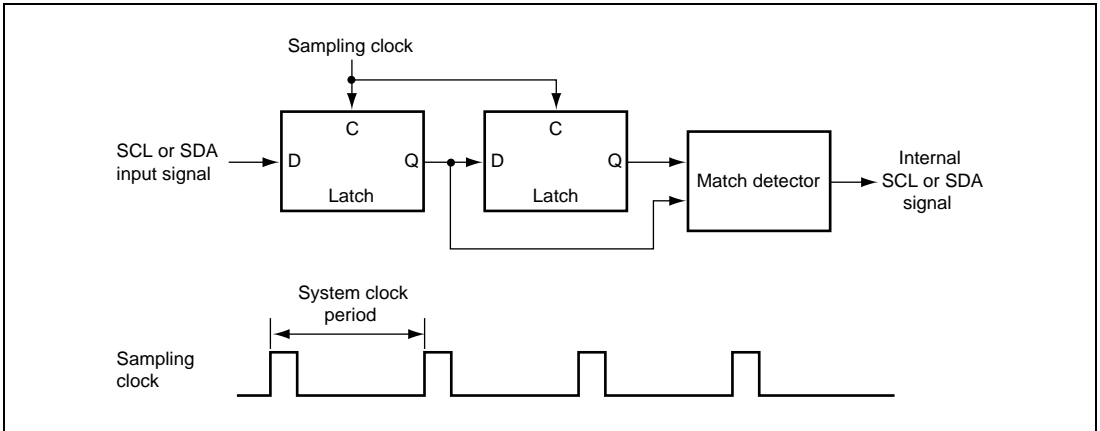 Sampling clock
C
C
SCL or SDA
input signal
D
Q
D
Q
Latch
Latch
Match detector
Internal
SCL or SDA
signal
System clock
period
Sampling
clock